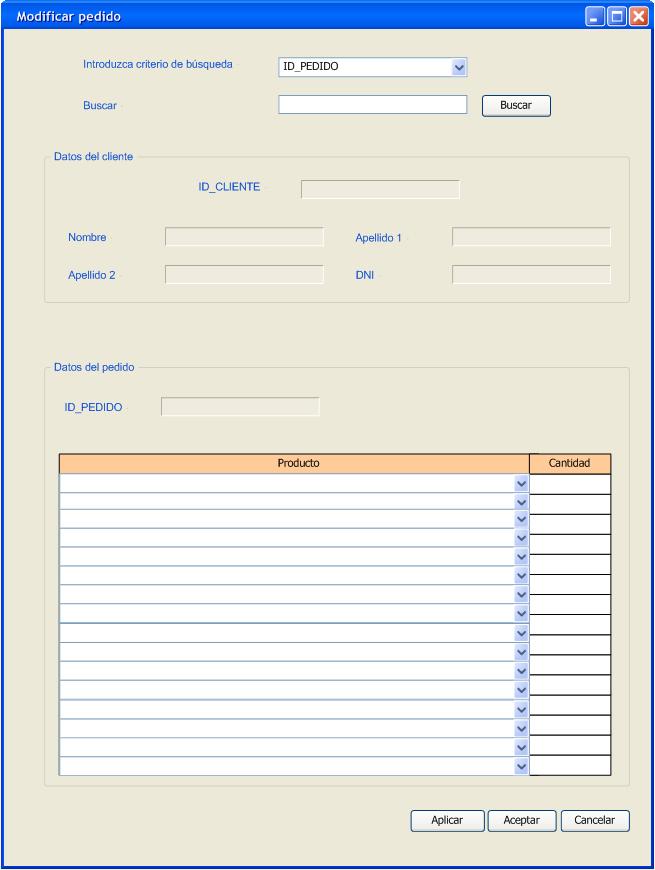 Modificar pedido
Introduzca criterio de búsqueda
ID_PEDIDO
Buscar
Buscar
Datos del cliente
ID_CLIENTE
Nombre
Apellido 1
Apellido 2
DNI
Datos del pedido
ID_PEDIDO
Producto
Cantidad
Aplicar
Aceptar
Cancelar